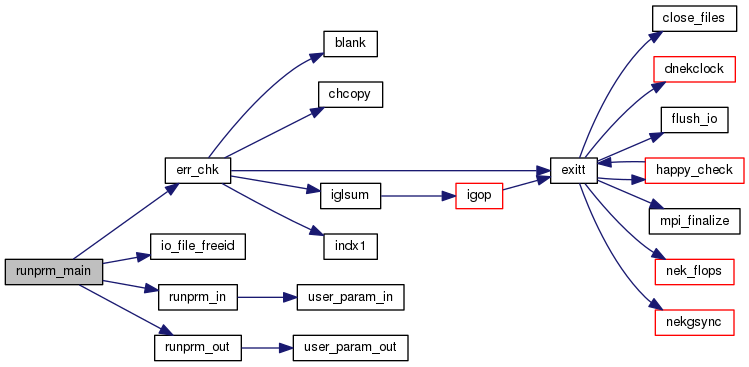 close_files
blank
dnekclock
chcopy
flush_io
err_chk
exitt
happy_check
iglsum
igop
mpi_finalize
io_file_freeid
indx1
runprm_main
nek_flops
runprm_in
user_param_in
nekgsync
runprm_out
user_param_out